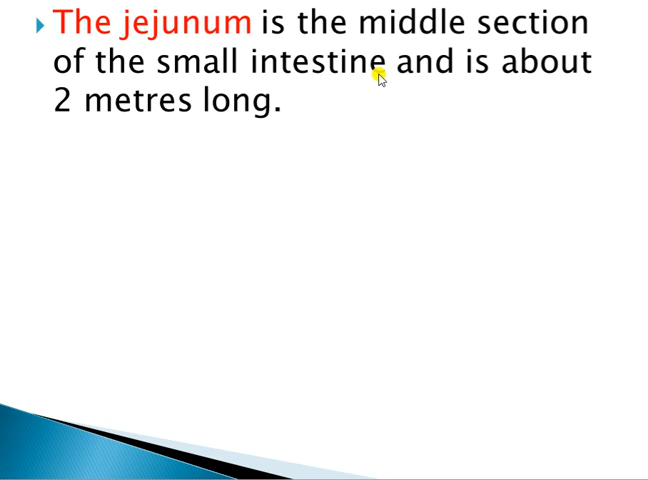 The jejunum is the middle section
of the small intestine and is about
2 metres long.